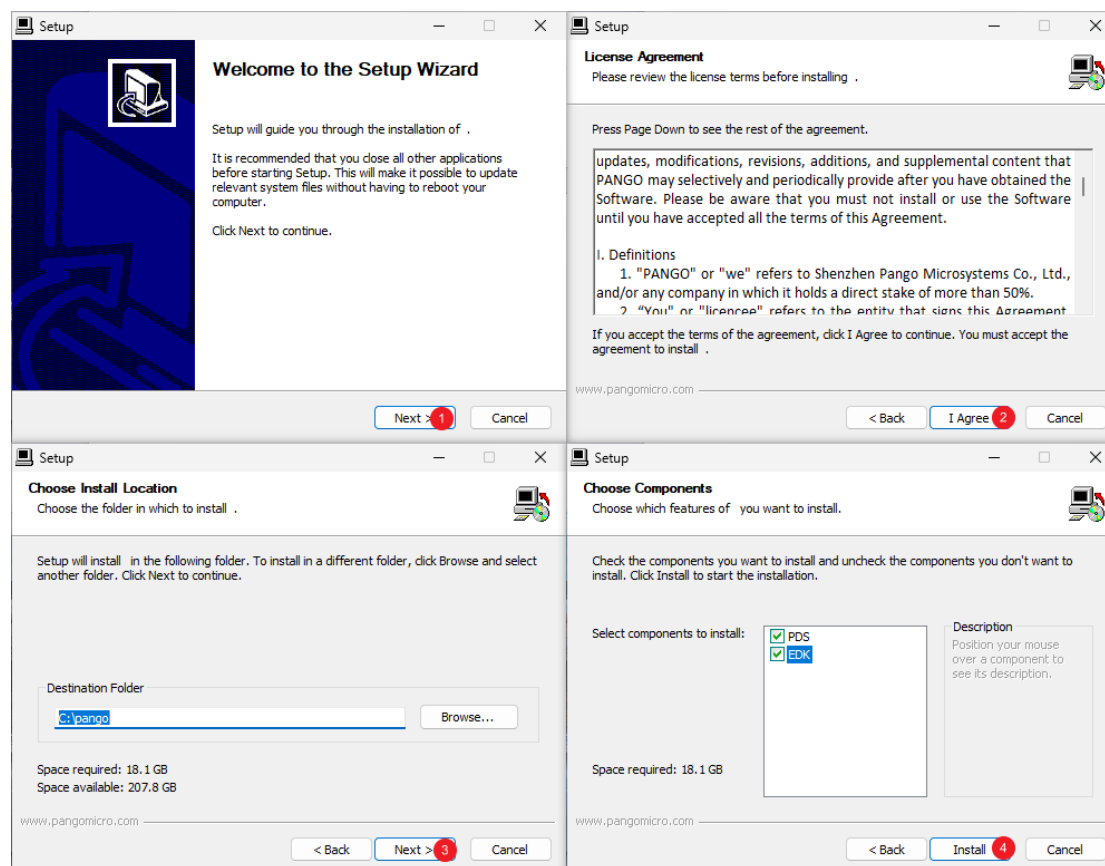 Setup
Welcome to the Setup Wizard
Setup will guide you through the installation of .
It is recommended that you close all other applications
before starting Setup. This will make it possible to update
relevant system files without having to reboot your
computer.
Click Next to continue.
Next > 1
Cancel
Setup
License Agreement
Please review the license terms before installing .
Press Page Down to see the rest of the agreement.
updates, modifications, revisions, additions, and supplemental content that
PANGO may selectively and periodically provide after you have obtained the
Software. Please be aware that you must not install or use the Software
until you have accepted all the terms of this Agreement.
I. Definitions
1. "PANGO" or "we" refers to Shenzhen Pango Microsystems Co., Ltd.,
and/or any company in which it holds a direct stake of more than 50%.
2. "You" or "licencee" refers to the entity that signs this Agreement.
If you accept the terms of the agreement, click I Agree to continue. You must accept the
agreement to install .
www.pangomicro.com
< Back
I Agree 2
Cancel
Setup
Choose Install Location
Choose the folder in which to install .
Setup will install in the following folder. To install in a different folder, click Browse and select
another folder. Click Next to continue.
Destination Folder
C:\pango
Browse...
Space required: 18.1 GB
Space available: 207.8 GB
www.pangomicro.com
< Back
Next > 3
Cancel
Setup
Choose Components
Choose which features of you want to install.
Check the components you want to install and uncheck the components you don't want to
install. Click Install to start the installation.
Select components to install:
PDS
EDK
Description
Position your mouse
over a component to
see its description.
Space required: 18.1 GB
www.pangomicro.com
< Back
Install 4
Cancel